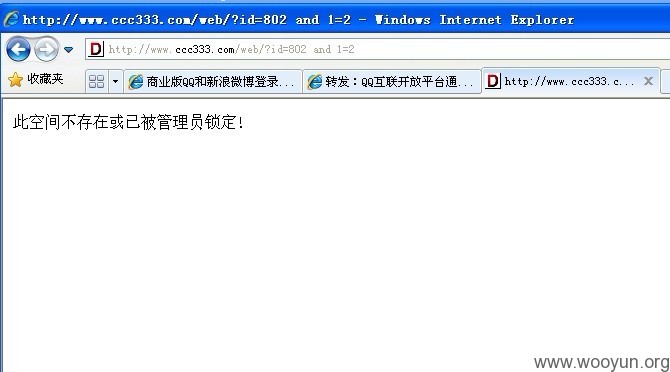 http://www.ccc333.com/web/?id=802 and 1=2 - Windows Internet Explorer
D http://www.ccc333.com/web/?id=802 and 1=2
收藏夹 商业版QQ和新浪微博登录... 转发：QQ互联开放平台通... D http://www.ccc333.c...
此空间不存在或已被管理员锁定!
www.wooyun.org